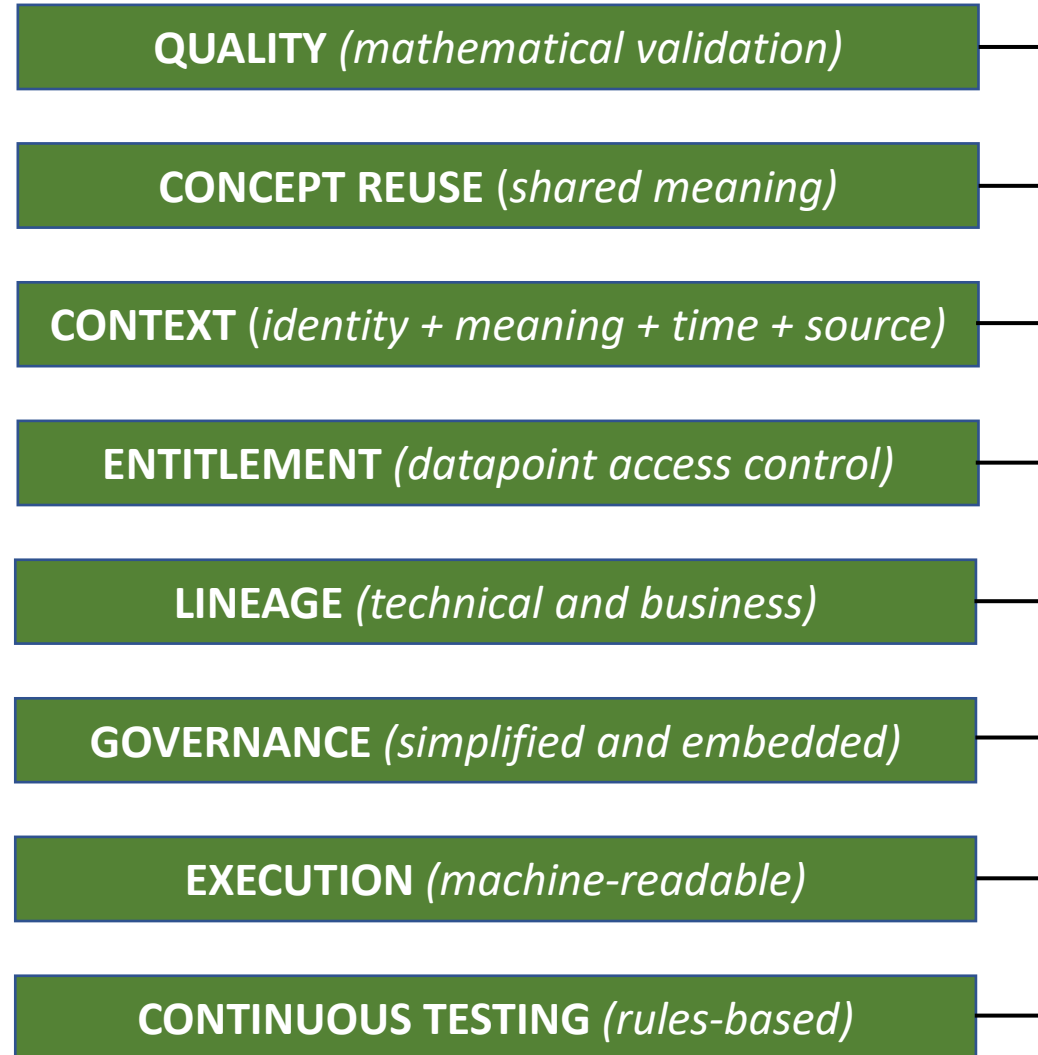 QUALITY (mathematical validation)
CONCEPT REUSE (shared meaning)
CONTEXT (identity + meaning + time + source)
ENTITLEMENT (datapoint access control)
LINEAGE (technical and business)
GOVERNANCE (simplified and embedded)
EXECUTION (machine-readable)
CONTINUOUS TESTING (rules-based)